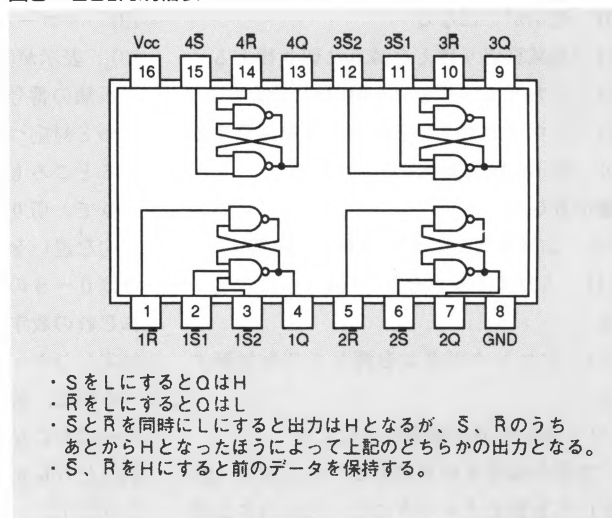 Vcc 4S̅ 4R̅ 4Q 3S̅2 3S̅1 3R̅ 3Q
16 15 14 13 12 11 10 9
1 2 3 4 5 6 7 8
1R̅ 1S̅1 1S̅2 1Q 2R̅ 2S̅ 2Q GND
・S̅をLにするとQはH
・R̅をLにするとQはL
・S̅とR̅を同時にLにすると出力はHとなるが、S̅、R̅のうち
あとからHとなったほうによって上記のどちらかの出力となる。
・S̅、R̅をHにすると前のデータを保持する。